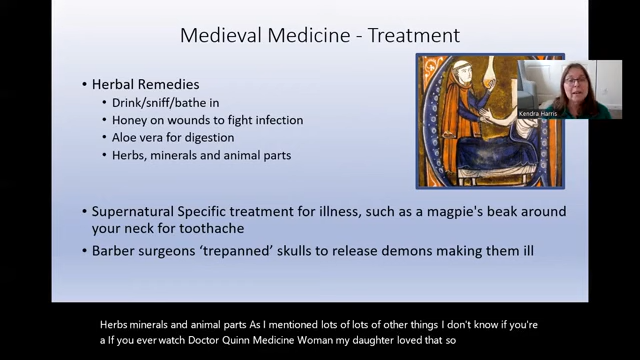 Medieval Medicine - Treatment
• Herbal Remedies
• Drink/sniff/bathe in
• Honey on wounds to fight infection
• Aloe vera for digestion
• Herbs, minerals and animal parts
• Supernatural Specific treatment for illness, such as a magpie's beak around
your neck for toothache
• Barber surgeons ‘trepanned’ skulls to release demons making them ill
Kendra Harris
Herbs minerals and animal parts As I mentioned lots of lots of other things I don't know if you're
a If you ever watch Doctor Quinn Medicine Woman my daughter loved that so